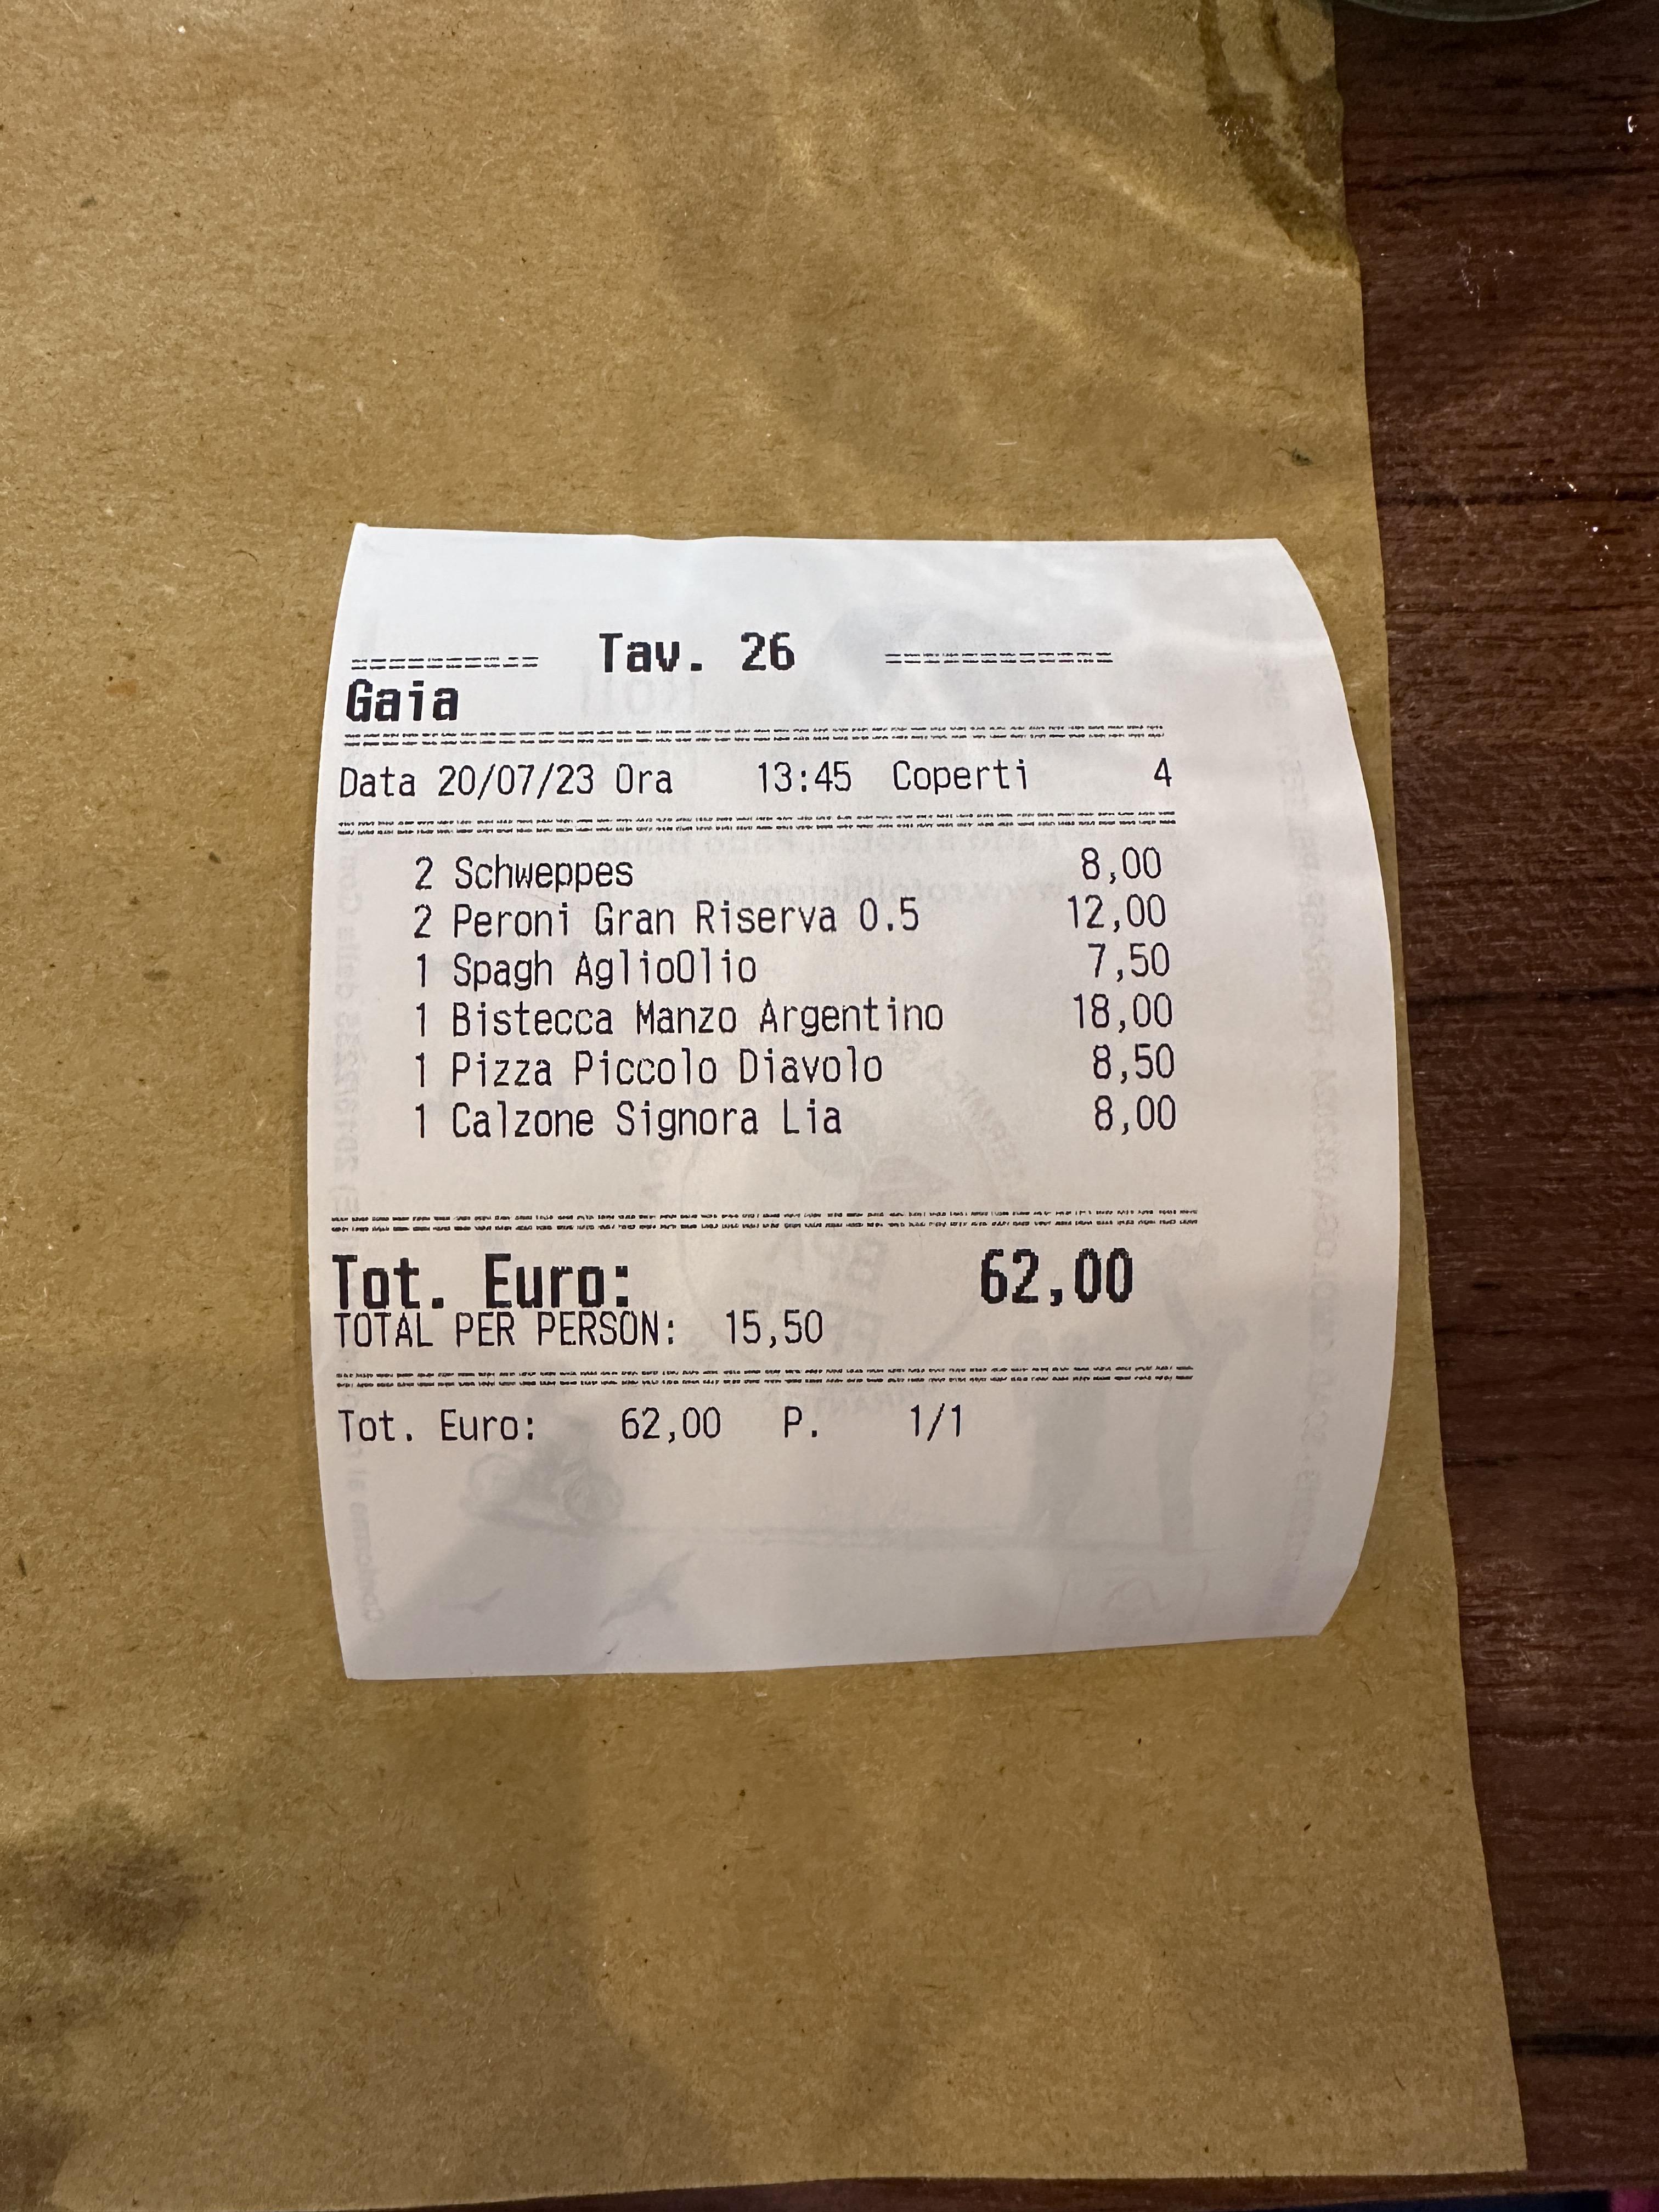 ========= Tav. 26 ===========
Gaia
Data 20/07/23 Ora 13:45 Coperti 4
2 Schweppes 8,00
2 Peroni Gran Riserva 0.5 12,00
1 Spagh AglioOlio 7,50
1 Bistecca Manzo Argentino 18,00
1 Pizza Piccolo Diavolo 8,50
1 Calzone Signora Lia 8,00
Tot. Euro: 62,00
TOTAL PER PERSON: 15,50
Tot. Euro: 62,00 P. 1/1